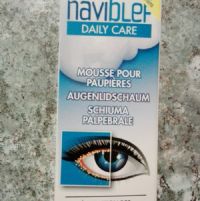 naviblef
DAILY CARE
MOUSSE POUR
PAUPIÈRES
AUGENLIDSCHAUM
SCHIUMA
PALPEBRALE